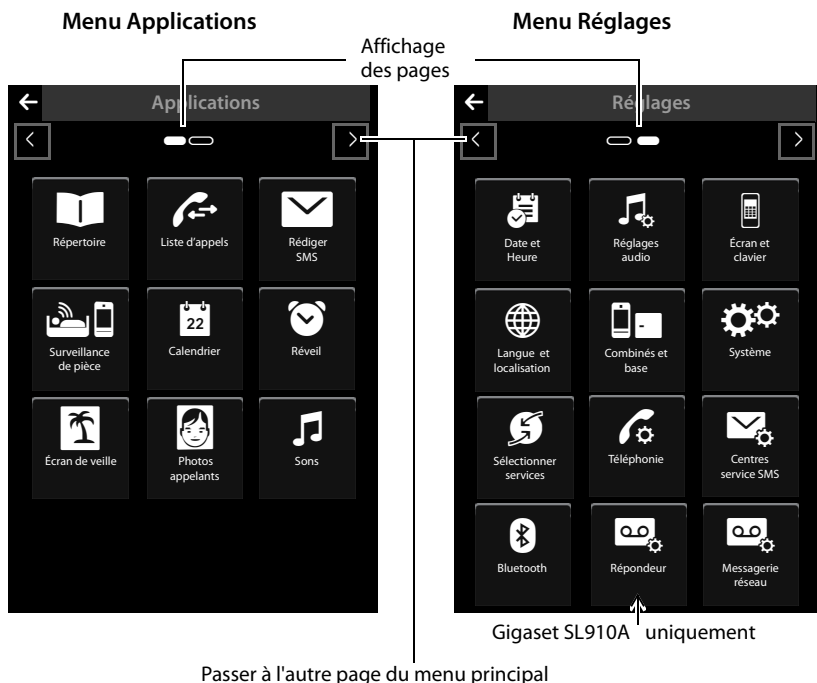 Menu Applications
Menu Réglages
Affichage
des pages
Applications
Répertoire
Liste d'appels
Rédiger
SMS
Surveillance
de pièce
22
Calendrier
Réveil
Écran de veille
Photos
appelants
Sons
Réglages
Date et
Heure
Réglages
audio
Écran et
clavier
Langue et
localisation
Combinés et
base
Système
Sélectionner
services
Téléphonie
Centres
service SMS
Bluetooth
Répondeur
Messagerie
réseau
Gigaset SL910A uniquement
Passer à l'autre page du menu principal